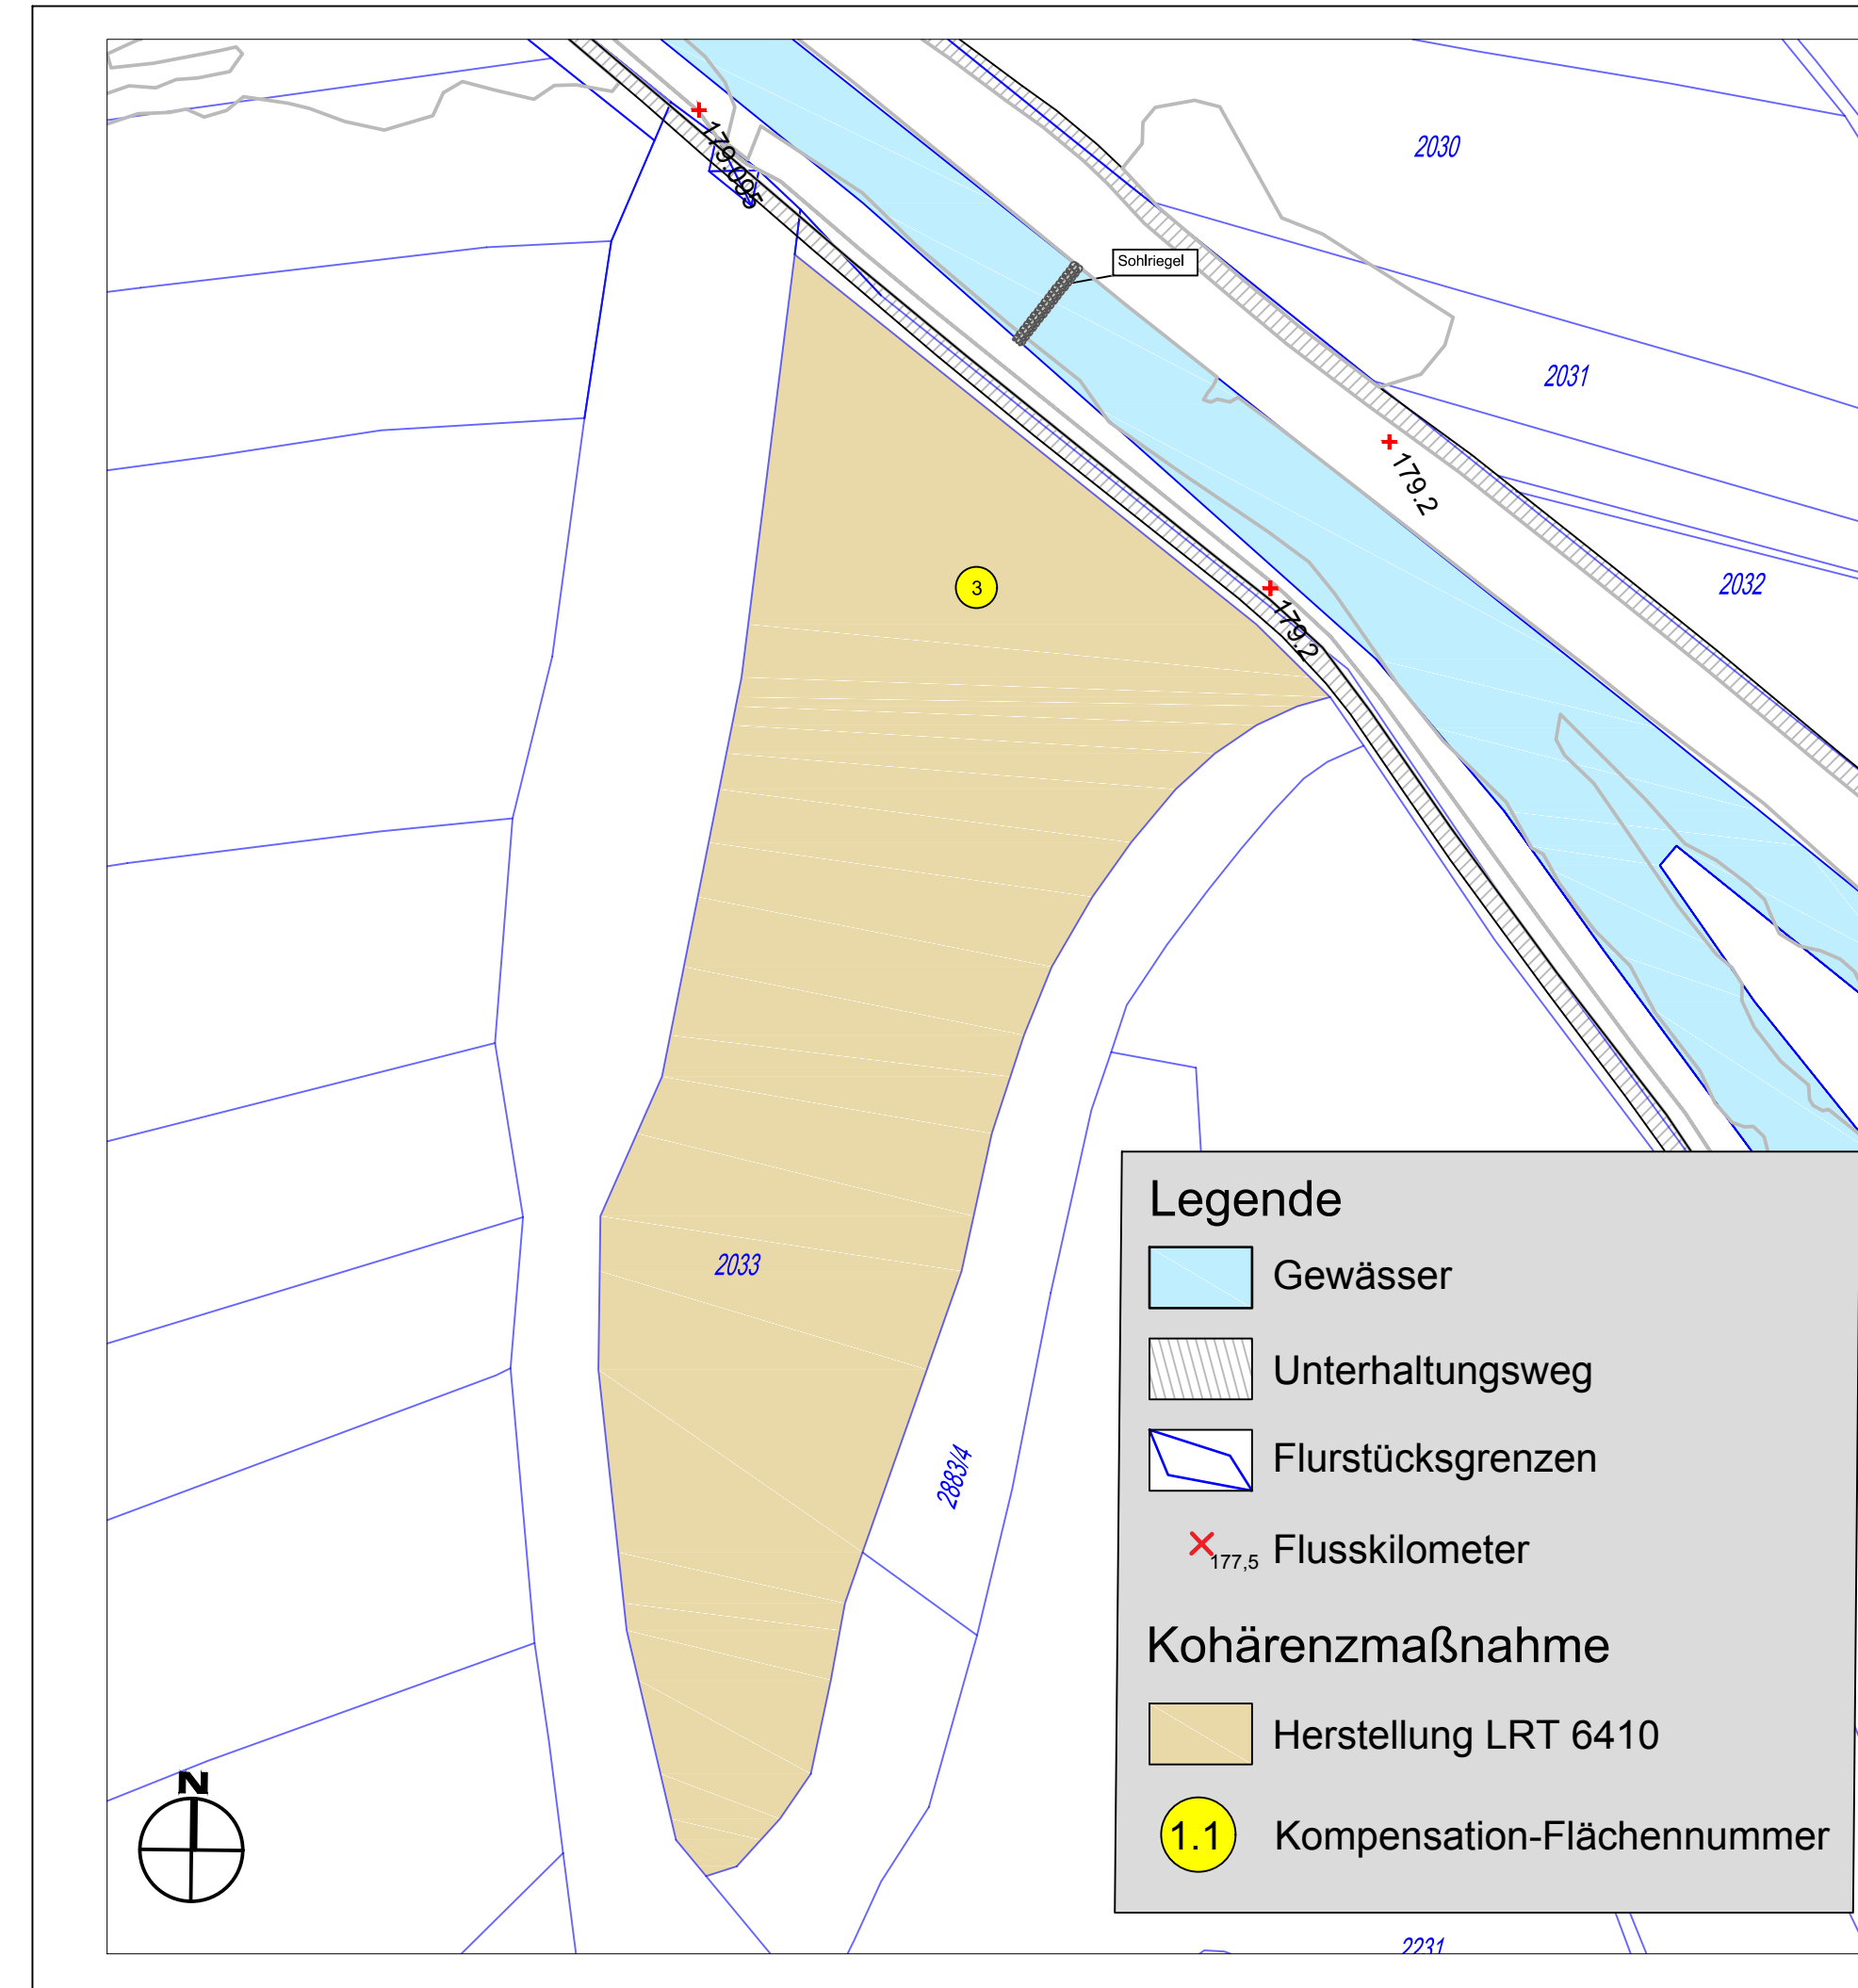 2030
179.095
Sohlriegel
2031
179.2
2032
3
179.2
2033
2883/4
Legende
Gewässer
Unterhaltungsweg
Flurstücksgrenzen
177,5 Flusskilometer
Kohärenzmaßnahme
Herstellung LRT 6410
1.1 Kompensation-Flächennummer
N
2231